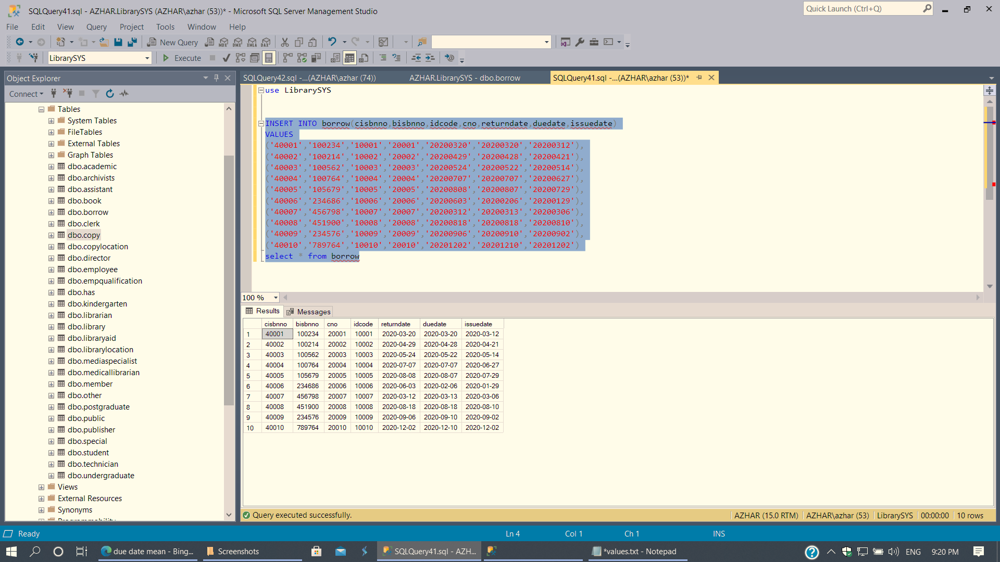 SQLQuery41.sql - AZHAR.LibrarySYS (AZHAR\azhar (53))* - Microsoft SQL Server Management Studio
Quick Launch (Ctrl+Q)
File Edit View Query Project Tools Window Help
New Query MDX DMX XMLA DAX
LibrarySYS Execute
Object Explorer
Connect
Tables
System Tables
FileTables
External Tables
Graph Tables
dbo.academic
dbo.archivists
dbo.assistant
dbo.book
dbo.borrow
dbo.clerk
dbo.copy
dbo.copylocation
dbo.director
dbo.employee
dbo.empqualification
dbo.has
dbo.kindergarten
dbo.librarian
dbo.library
dbo.libraryaid
dbo.librarylocation
dbo.mediaspecialist
dbo.medicallibrarian
dbo.member
dbo.other
dbo.postgraduate
dbo.public
dbo.publisher
dbo.special
dbo.student
dbo.technician
dbo.undergraduate
Views
External Resources
Synonyms
Programmability
SQLQuery42.sql -...(AZHAR\azhar (74)) AZHAR.LibrarySYS - dbo.borrow SQLQuery41.sql -...(AZHAR\azhar (53))*
use LibrarySYS
INSERT INTO borrow(cisbnno,bisbnno,idcode,cno,returndate,duedate,issuedate)
VALUES
('40001','100234','10001','20001','20200320','20200320','20200312'),
('40002','100214','10002','20002','20200429','20200428','20200421'),
('40003','100562','10003','20003','20200524','20200522','20200514'),
('40004','100764','10004','20004','20200707','20200707','20200627'),
('40005','105679','10005','20005','20200808','20200807','20200729'),
('40006','234686','10006','20006','20200603','20200206','20200129'),
('40007','456798','10007','20007','20200312','20200313','20200306'),
('40008','451900','10008','20008','20200818','20200818','20200810'),
('40009','234576','10009','20009','20200906','20200910','20200902'),
('40010','789764','10010','20010','20201202','20201210','20201202')
select * from borrow
100 %
Results Messages
cisbnno bisbnno cno idcode returndate duedate issuedate
1 40001 100234 20001 10001 2020-03-20 2020-03-20 2020-03-12
2 40002 100214 20002 10002 2020-04-29 2020-04-28 2020-04-21
3 40003 100562 20003 10003 2020-05-24 2020-05-22 2020-05-14
4 40004 100764 20004 10004 2020-07-07 2020-07-07 2020-06-27
5 40005 105679 20005 10005 2020-08-08 2020-08-07 2020-07-29
6 40006 234686 20006 10006 2020-06-03 2020-02-06 2020-01-29
7 40007 456798 20007 10007 2020-03-12 2020-03-13 2020-03-06
8 40008 451900 20008 10008 2020-08-18 2020-08-18 2020-08-10
9 40009 234576 20009 10009 2020-09-06 2020-09-10 2020-09-02
10 40010 789764 20010 10010 2020-12-02 2020-12-10 2020-12-02
Query executed successfully. AZHAR (15.0 RTM) AZHAR\azhar (53) LibrarySYS 00:00:00 10 rows
Ready Ln 4 Col 1 Ch 1 INS
due date mean - Bing... Screenshots SQLQuery41.sql - AZH... *values.txt - Notepad ENG 9:20 PM